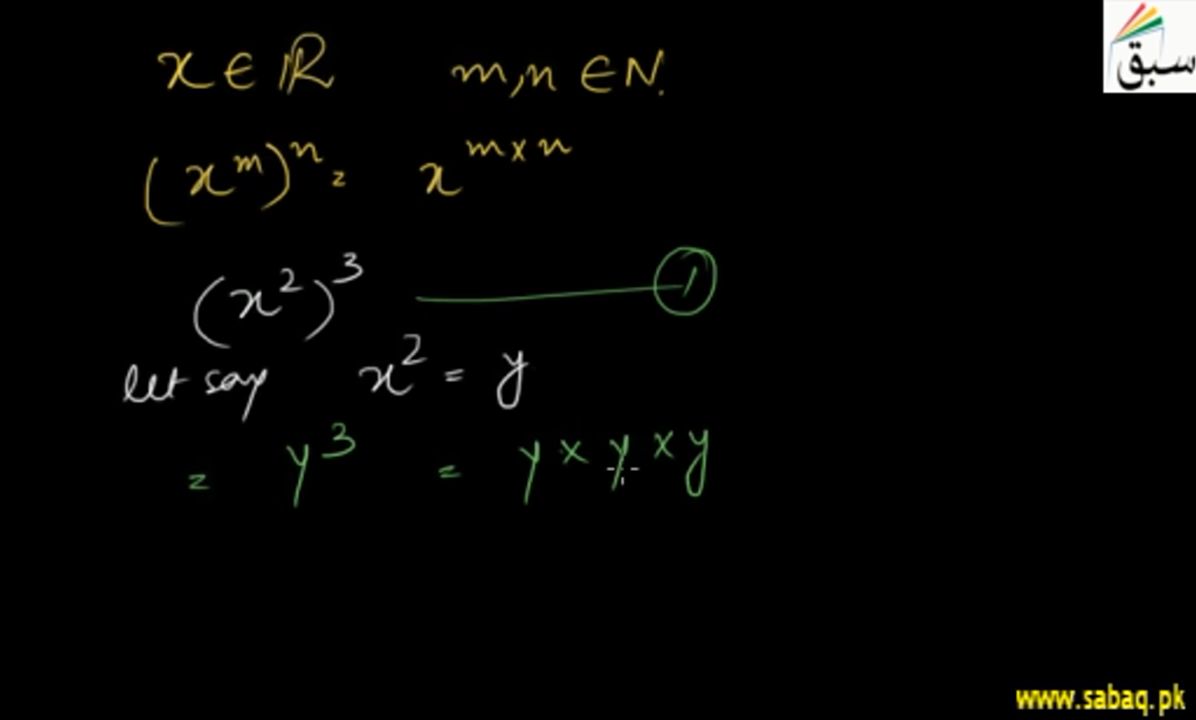 x ∈ ℝ m, n ∈ N.
سبق
(x^m)^n = x^{m × n}
(x^2)^3 ——— ①
let say x^2 = y
= y^3 = y × y × y
www.sabaq.pk